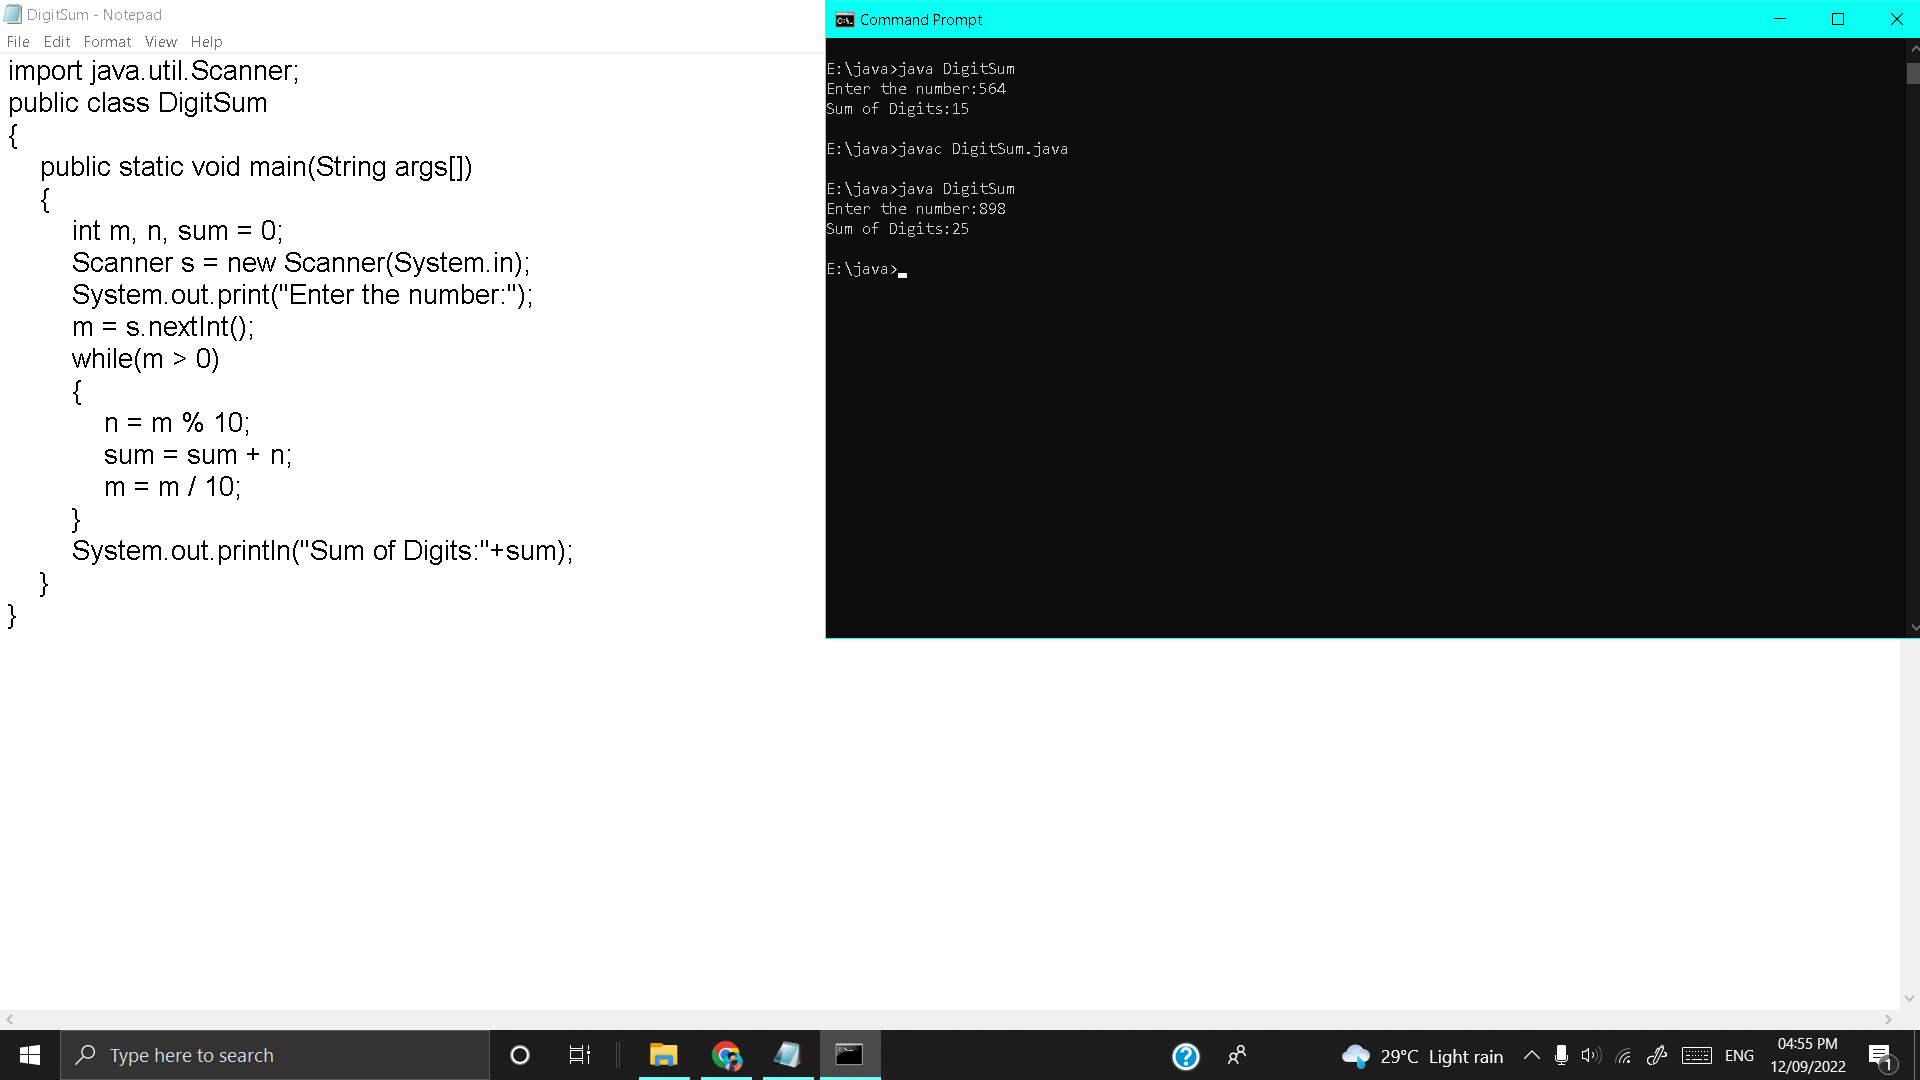 DigitSum - Notepad
File Edit Format View Help
import java.util.Scanner;
public class DigitSum
{
public static void main(String args[])
{
int m, n, sum = 0;
Scanner s = new Scanner(System.in);
System.out.print("Enter the number:");
m = s.nextInt();
while(m > 0)
{
n = m % 10;
sum = sum + n;
m = m / 10;
}
System.out.println("Sum of Digits:"+sum);
}
}
Command Prompt
E:\java>java DigitSum
Enter the number:564
Sum of Digits:15
E:\java>javac DigitSum.java
E:\java>java DigitSum
Enter the number:898
Sum of Digits:25
E:\java>
Type here to search
29°C Light rain
ENG
04:55 PM
12/09/2022
1